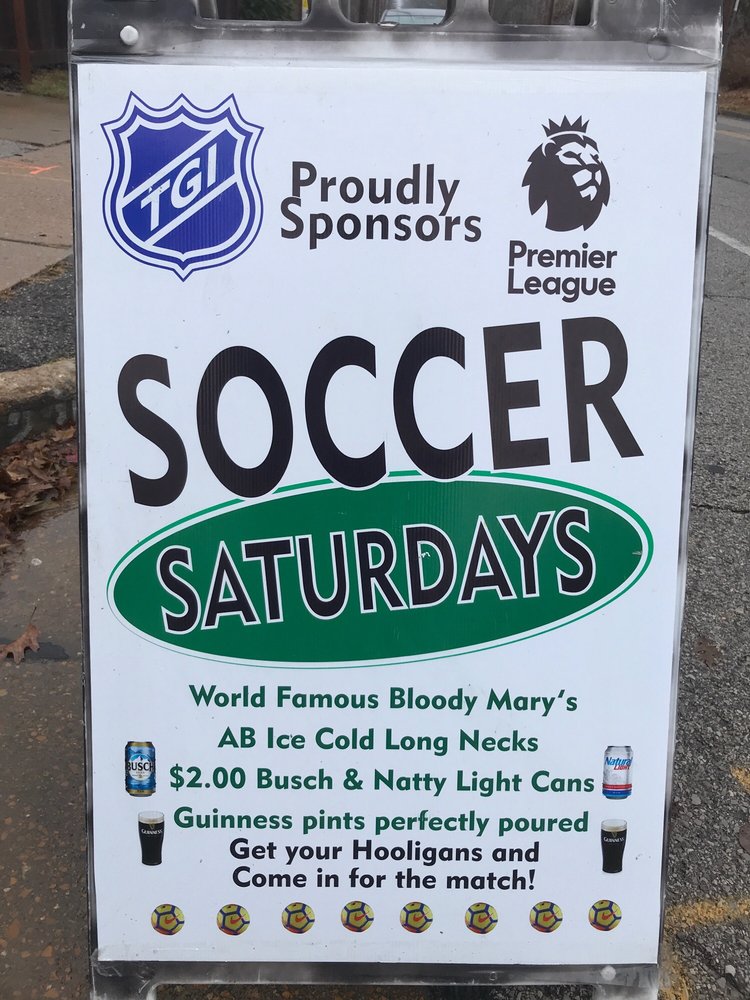 TGI
Proudly
Sponsors
Premier
League
SOCCER
SATURDAYS
World Famous Bloody Mary's
AB Ice Cold Long Necks
BUSCH
$2.00 Busch & Natty Light Cans
Natural
LIGHT
Guinness pints perfectly poured
GUINNESS
GUINNESS
Get your Hooligans and
Come in for the match!